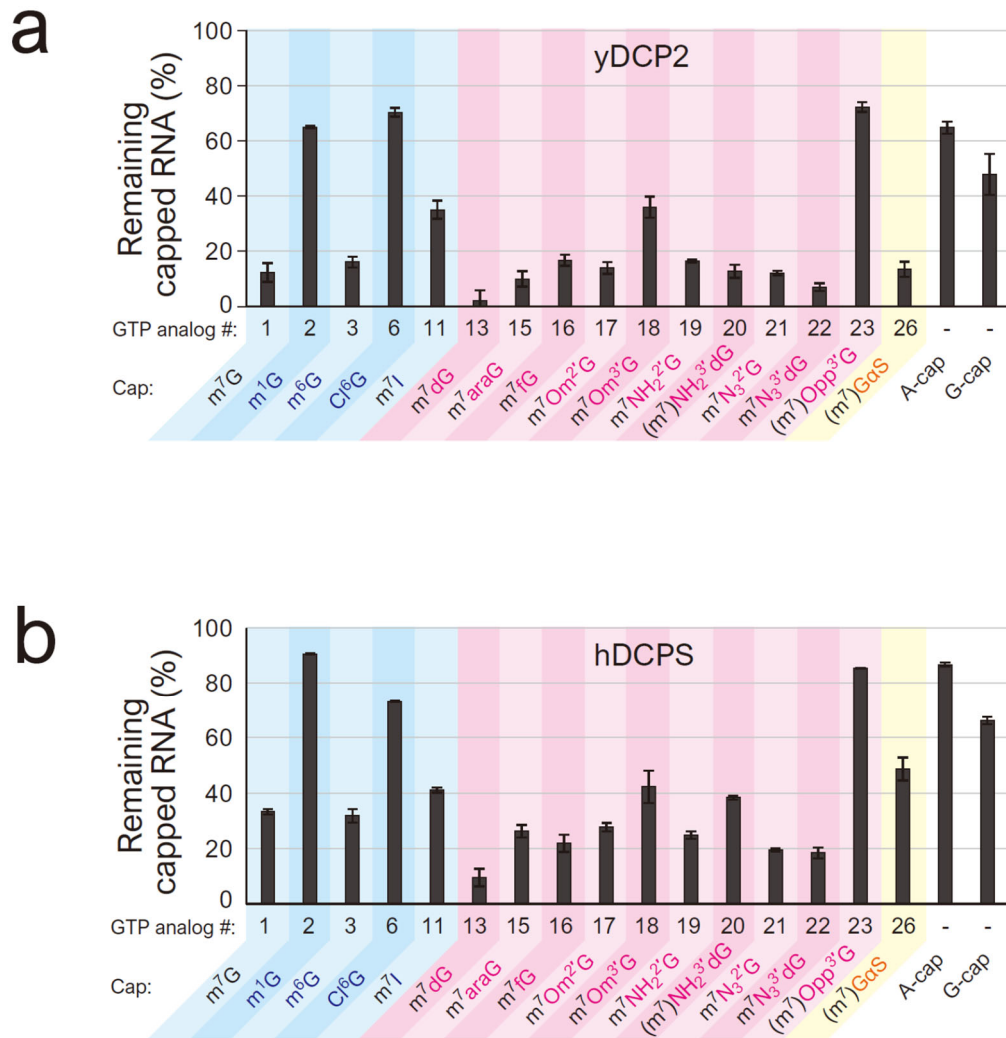 a
yDCP2
Remaining
capped RNA (%)
100
80
60
40
20
0
GTP analog #: 1 2 3 6 11 13 15 16 17 18 19 20 21 22 23 26 - -
Cap: m⁷G m¹G m⁶G Cl⁶G m⁷I m⁷dG m⁷araG m⁷fG m⁷Om²'G m⁷Om³'G m⁷NH₂²'G (m⁷)NH₂³'dG m⁷N₃²'G m⁷N₃³'dG (m⁷)Opp³'G (m⁷)GαS A-cap G-cap
b
hDCPS
Remaining
capped RNA (%)
100
80
60
40
20
0
GTP analog #: 1 2 3 6 11 13 15 16 17 18 19 20 21 22 23 26 - -
Cap: m⁷G m¹G m⁶G Cl⁶G m⁷I m⁷dG m⁷araG m⁷fG m⁷Om²'G m⁷Om³'G m⁷NH₂²'G (m⁷)NH₂³'dG m⁷N₃²'G m⁷N₃³'dG (m⁷)Opp³'G (m⁷)GαS A-cap G-cap